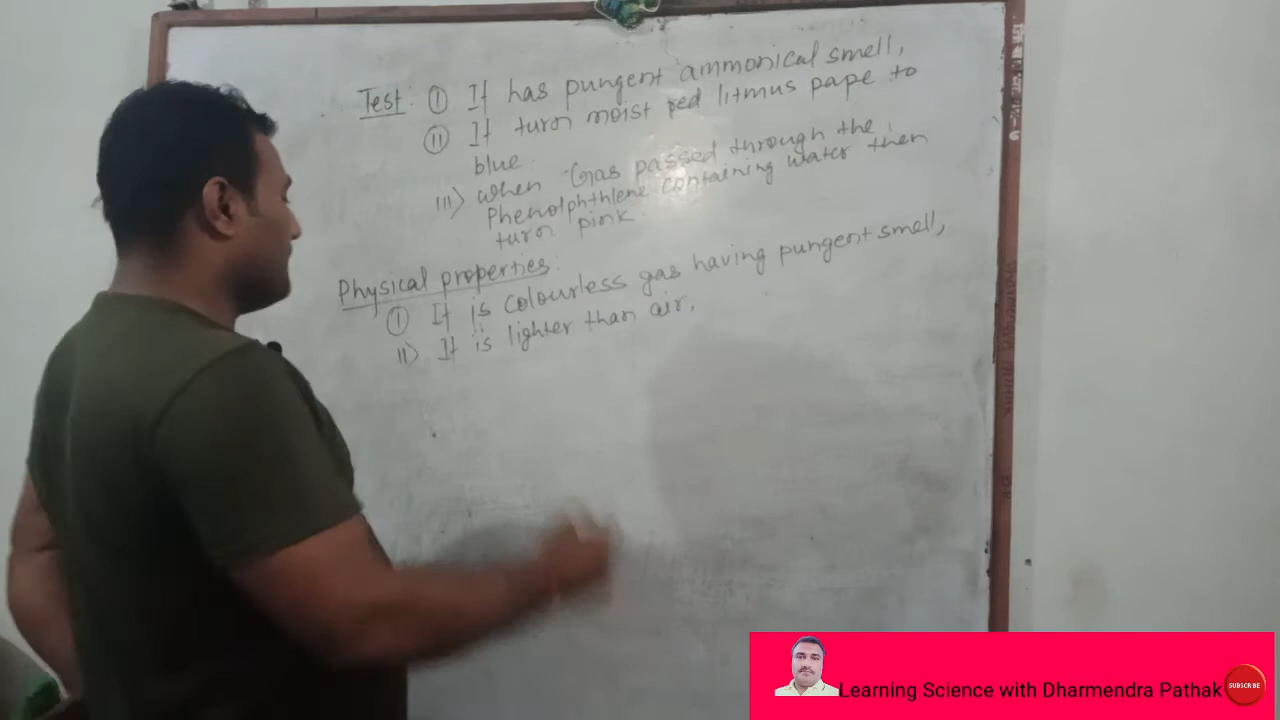 Test: (I) It has pungent ammonical smell,
(II) It turn moist red litmus pape to
blue.
III) when Gas passed through the
Phenolphthlene containing water then
turn pink.
Physical properties:
(I) It is colourless gas having pungent smell,
II) It is lighter than air,
Learning Science with Dharmendra Pathak
SUBSCRIBE